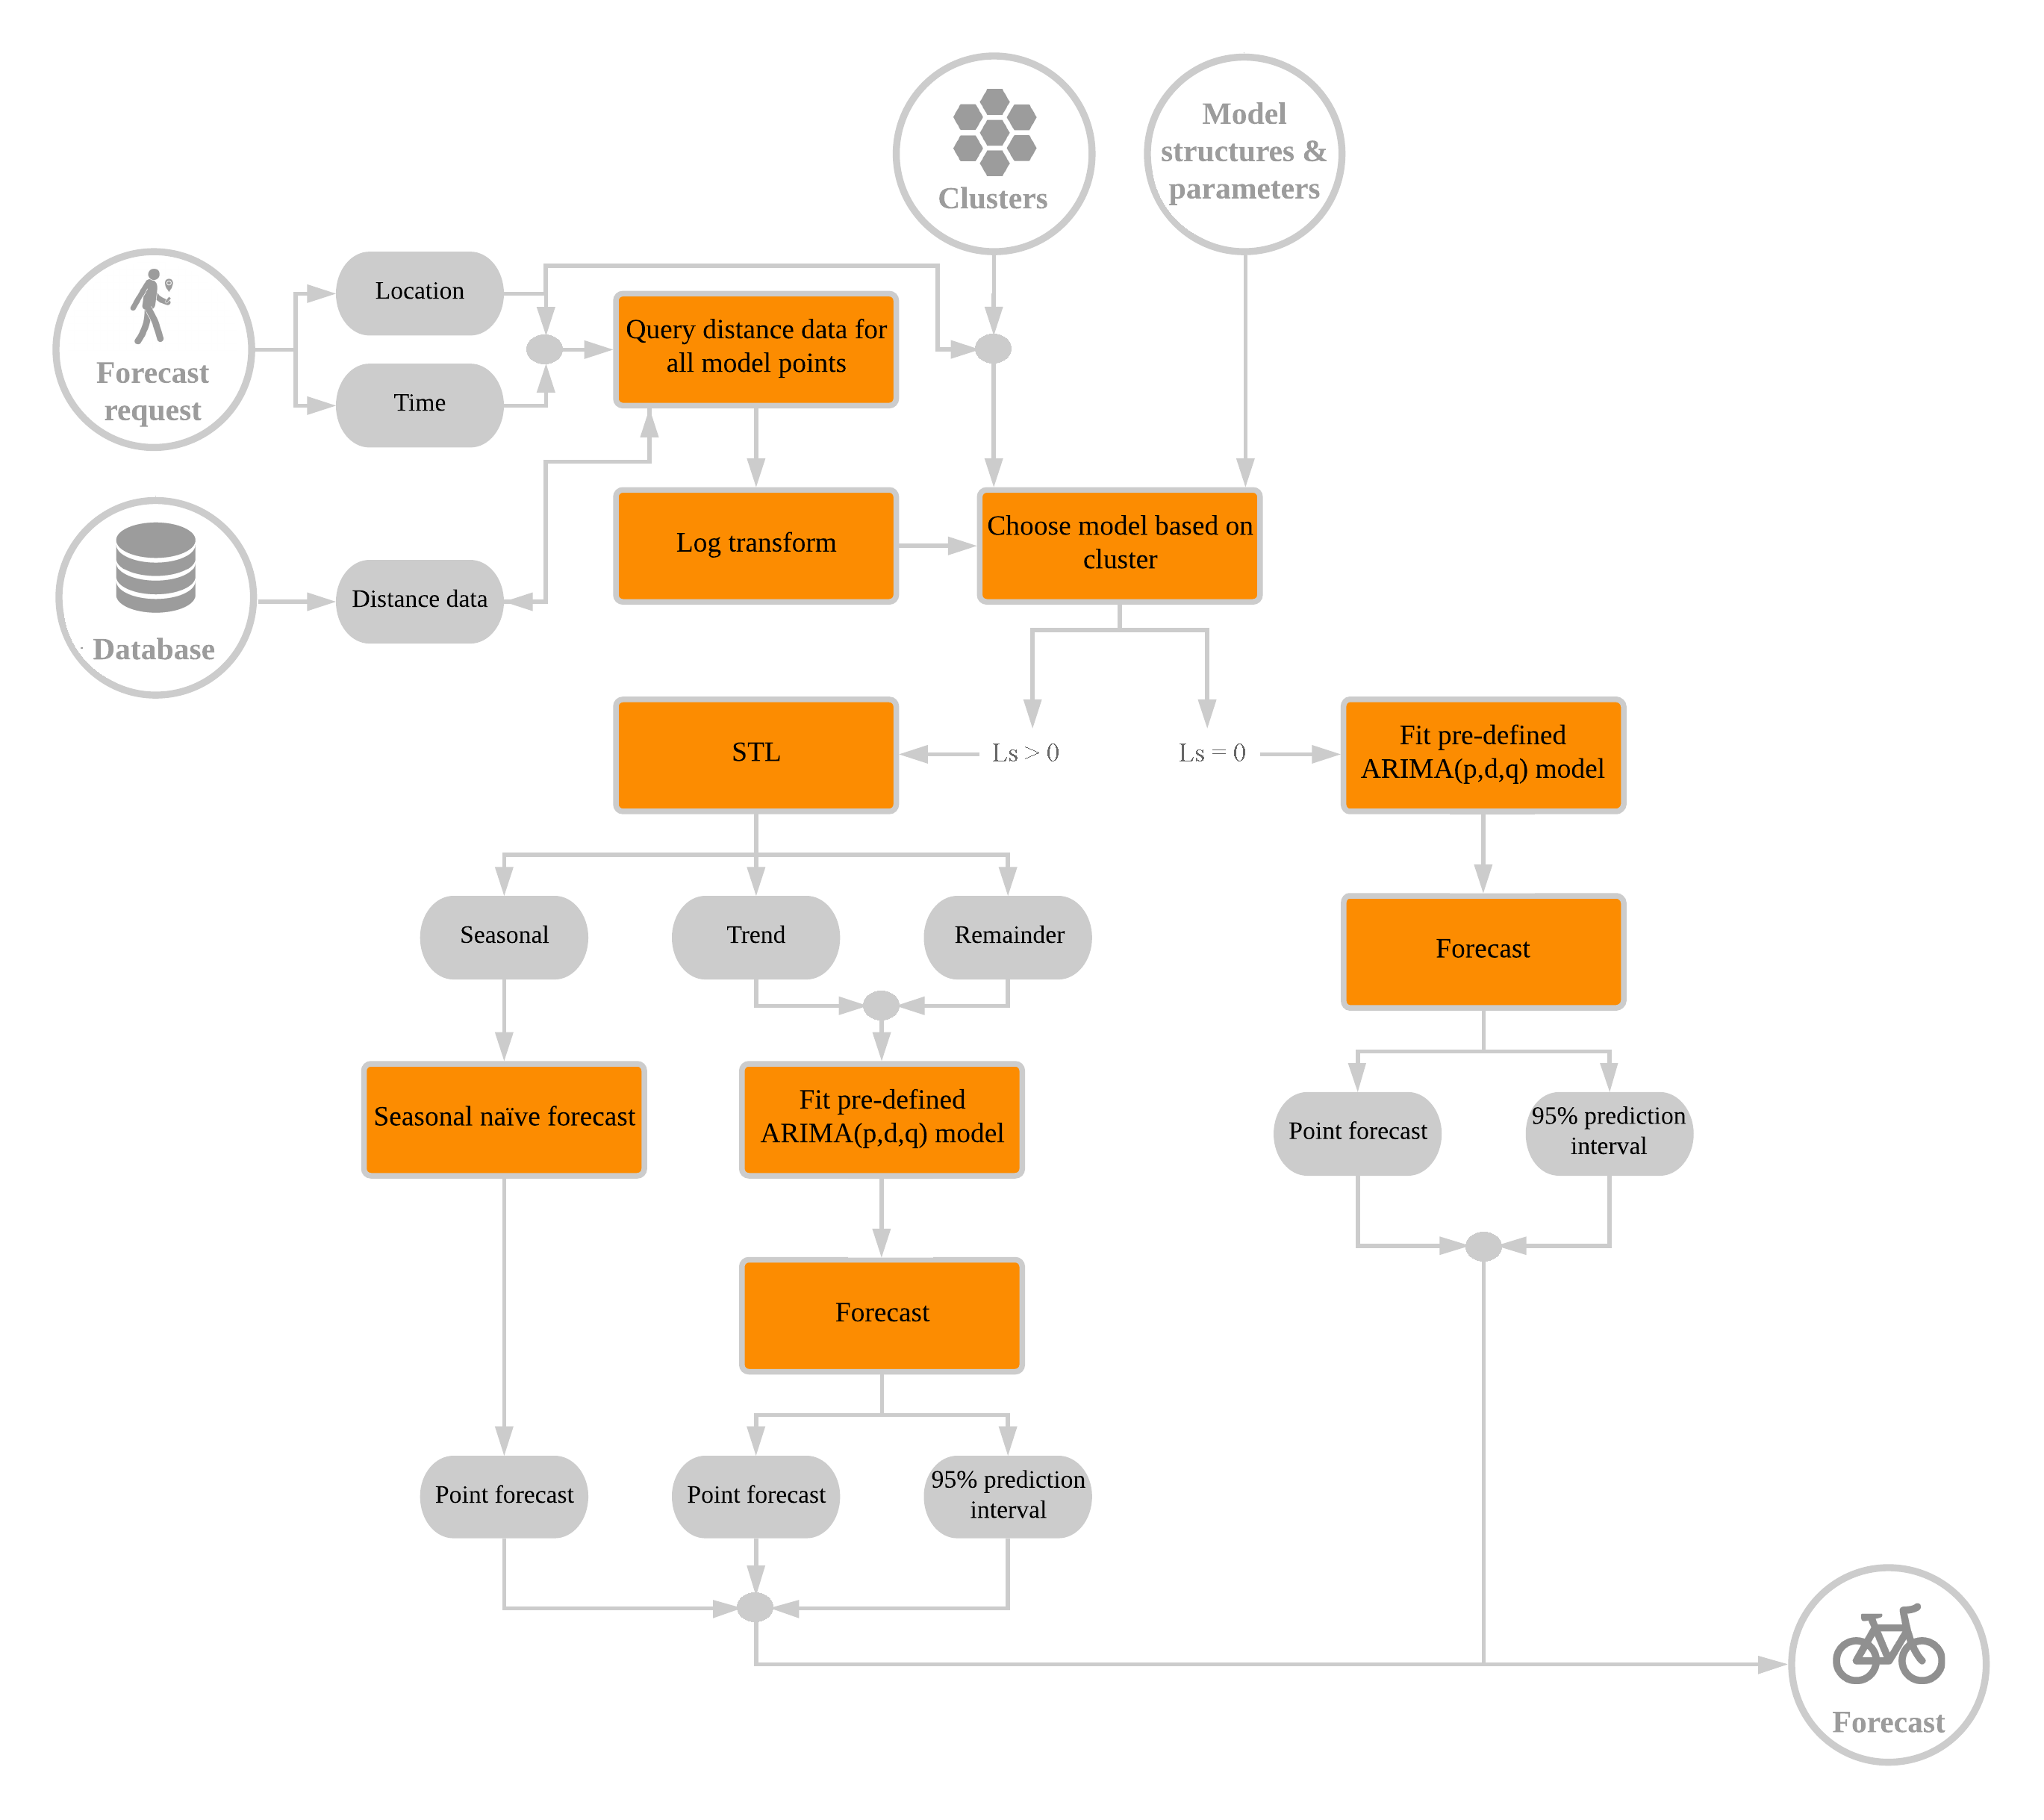 Clusters
Model
structures &
parameters
Forecast
request
Location
Time
Query distance data for
all model points
Database
Distance data
Log transform
Choose model based on
cluster
STL
Ls > 0
Ls = 0
Fit pre-defined
ARIMA(p,d,q) model
Seasonal
Trend
Remainder
Forecast
Seasonal naïve forecast
Fit pre-defined
ARIMA(p,d,q) model
Point forecast
95% prediction
interval
Forecast
Point forecast
Point forecast
95% prediction
interval
Forecast